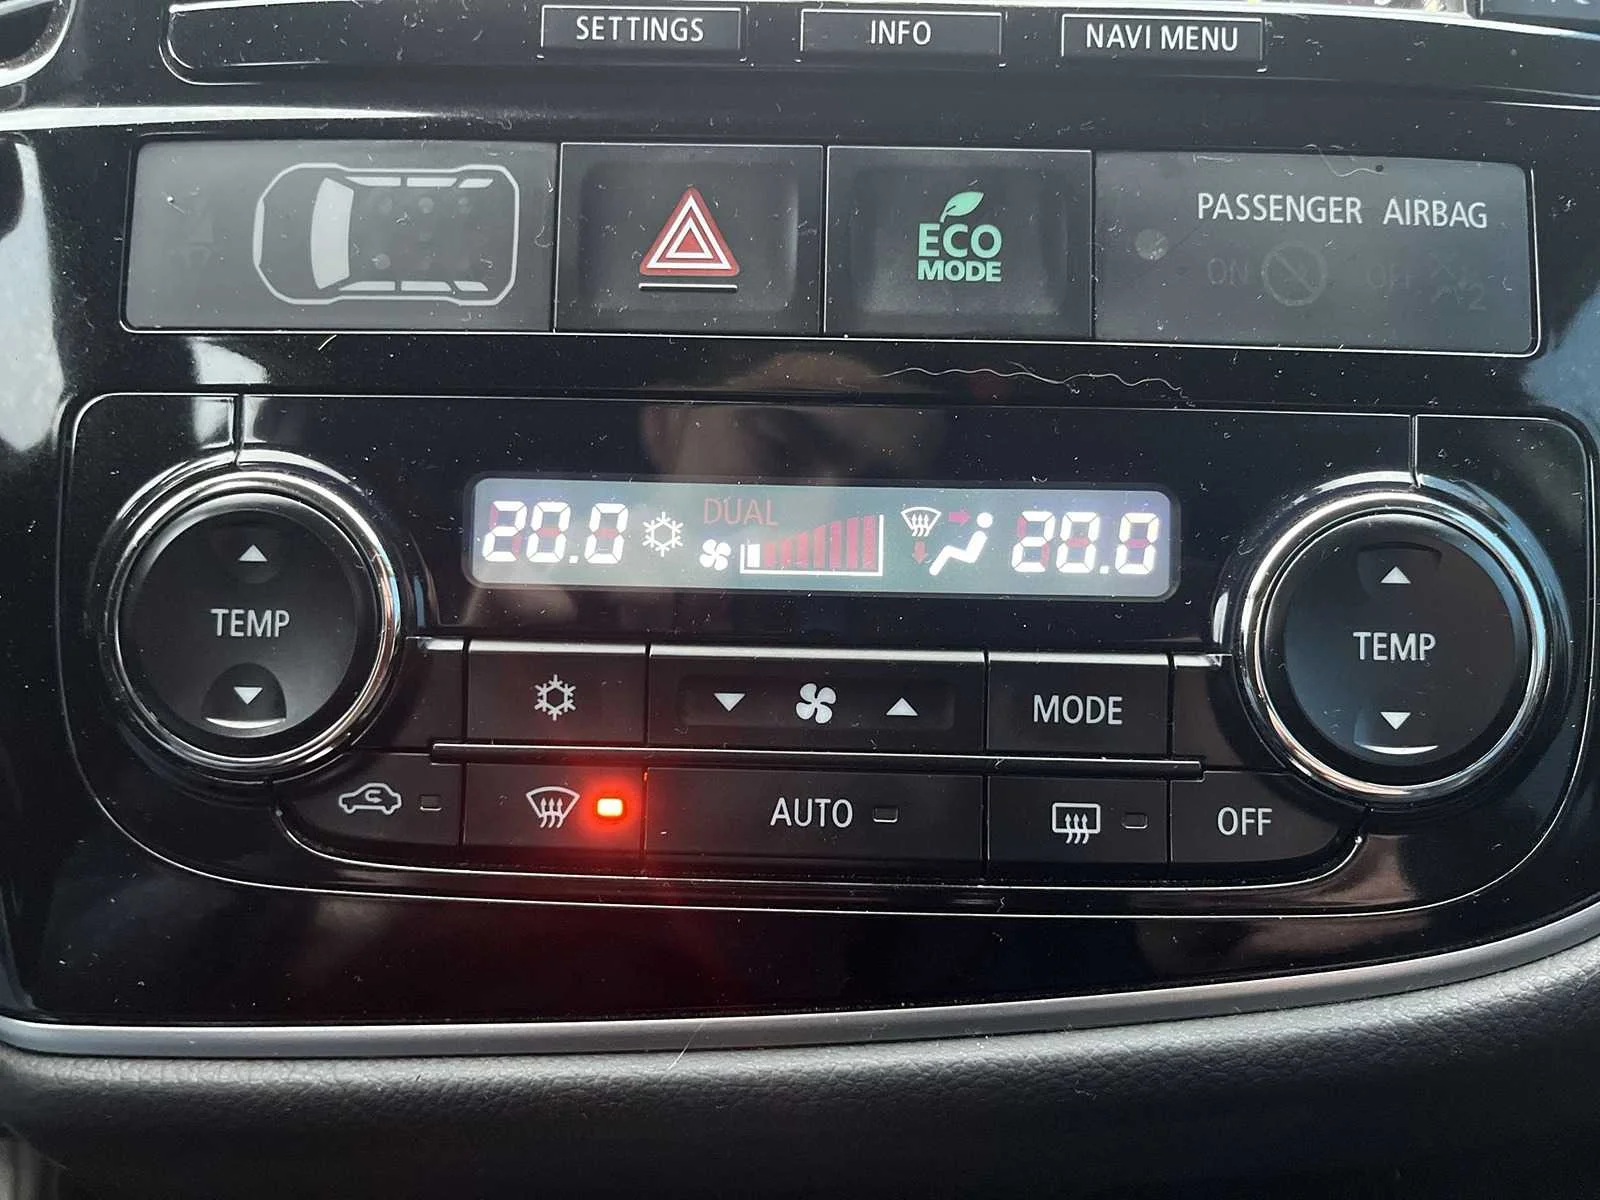 SETTINGS INFO NAVI MENU
ECO
MODE
PASSENGER AIRBAG
ON OFF 2
DUAL
20.0 20.0
TEMP TEMP
MODE
AUTO OFF